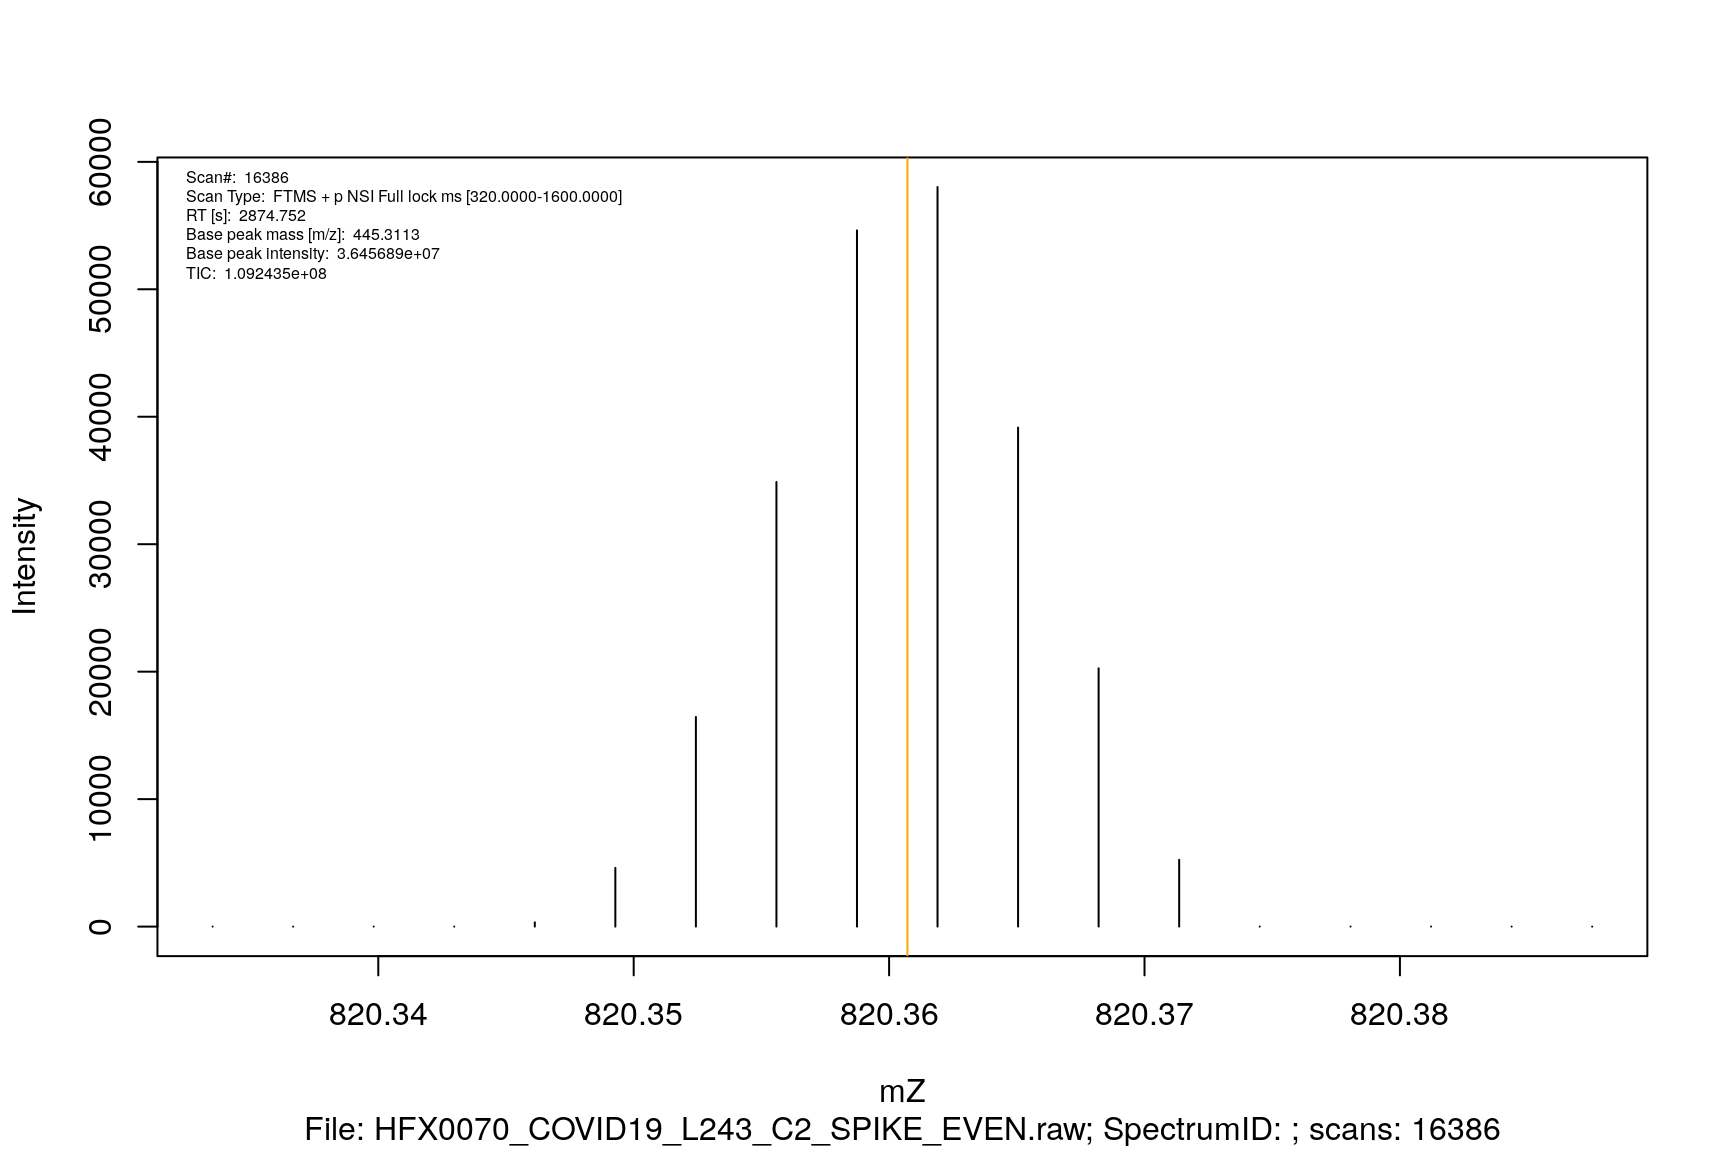 Scan#: 16386
Scan Type: FTMS + p NSI Full lock ms [320.0000-1600.0000]
RT [s]: 2874.752
Base peak mass [m/z]: 445.3113
Base peak intensity: 3.645689e+07
TIC: 1.092435e+08
60000
50000
40000
30000
20000
10000
0
Intensity
820.34 820.35 820.36 820.37 820.38
mZ
File: HFX0070_COVID19_L243_C2_SPIKE_EVEN.raw; SpectrumID: ; scans: 16386